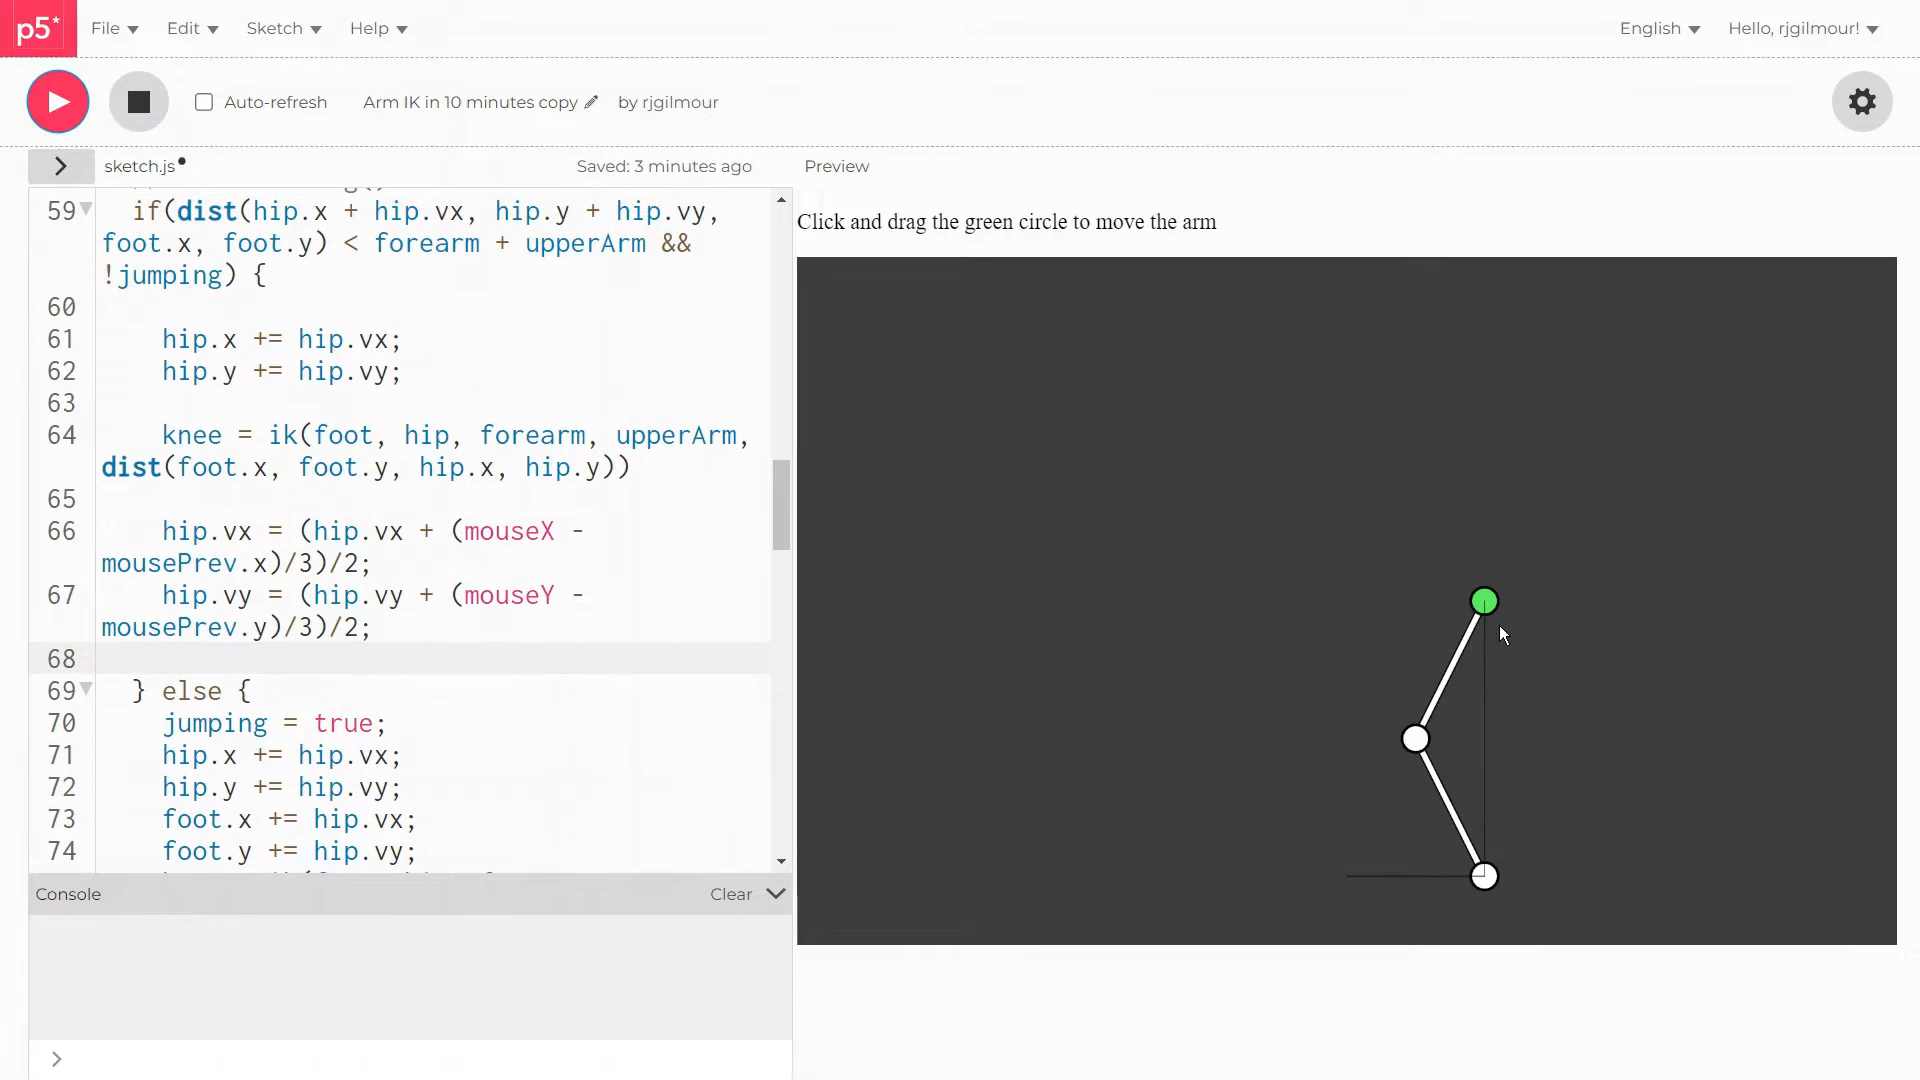 p5* File Edit Sketch Help English Hello, rjgilmour!
Auto-refresh Arm IK in 10 minutes copy by rjgilmour
sketch.js Saved: 3 minutes ago Preview
59 if(dist(hip.x + hip.vx, hip.y + hip.vy,
foot.x, foot.y) < forearm + upperArm &&
!jumping) {
60
61 hip.x += hip.vx;
62 hip.y += hip.vy;
63
64 knee = ik(foot, hip, forearm, upperArm,
dist(foot.x, foot.y, hip.x, hip.y))
65
66 hip.vx = (hip.vx + (mouseX -
mousePrev.x)/3)/2;
67 hip.vy = (hip.vy + (mouseY -
mousePrev.y)/3)/2;
68
69 } else {
70 jumping = true;
71 hip.x += hip.vx;
72 hip.y += hip.vy;
73 foot.x += hip.vx;
74 foot.y += hip.vy;
Console Clear
>
Click and drag the green circle to move the arm